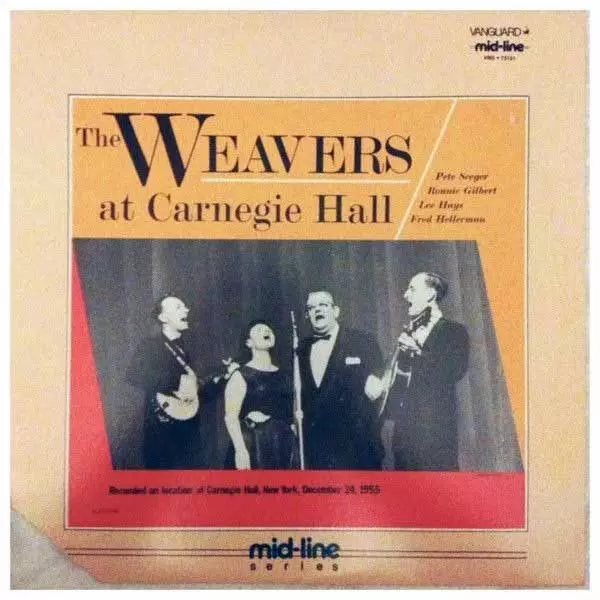 VANGUARD
mid-line
The WEAVERS
at Carnegie Hall
Pete Seeger
Ronnie Gilbert
Lee Hays
Fred Hellerman
Recorded on location at Carnegie Hall, New York, December 24, 1955
mid-line
series